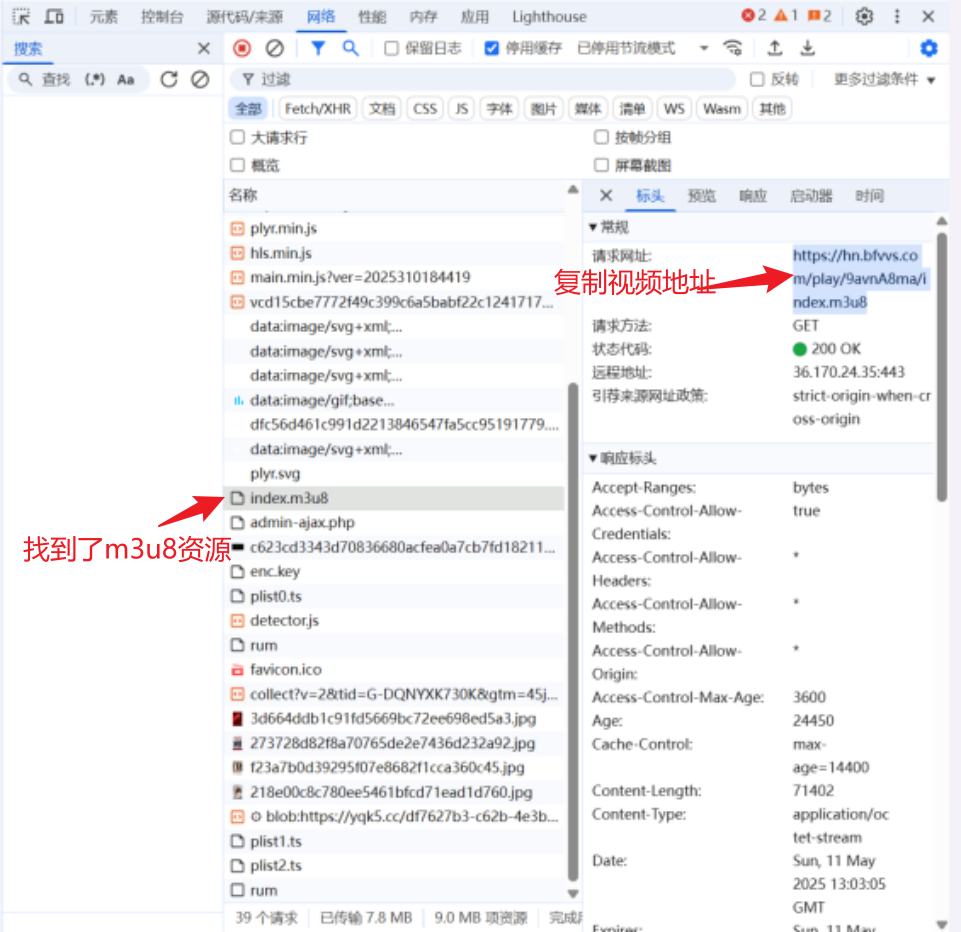 元素 控制台 源代码/来源 网络 性能 内存 应用 Lighthouse 2 1 2
搜索
保留日志 停用缓存 已停用节流模式
查找 (.*) Aa
过滤 反转 更多过滤条件
全部 Fetch/XHR 文档 CSS JS 字体 图片 媒体 清单 WS Wasm 其他
大请求行 按帧分组
概览 屏幕截图
名称
plyr.min.js
hls.min.js
main.min.js?ver=2025310184419
vcd15cbe7772f49c399c6a5babf22c1241717...
data:image/svg+xml;...
data:image/svg+xml;...
data:image/svg+xml;...
data:image/gif;base...
dfc56d461c991d2213846547fa5cc95191779....
data:image/svg+xml;...
plyr.svg
index.m3u8
admin-ajax.php
c623cd3343d70836680acfea0a7cb7fd18211...
enc.key
plist0.ts
detector.js
rum
favicon.ico
collect?v=2&tid=G-DQNYXK730K&gtm=45j...
3d664ddb1c91fd5669bc72ee698ed5a3.jpg
273728d82f8a70765de2e7436d232a92.jpg
f23a7b0d39295f07e8682f1cca360c45.jpg
218e00c8c780ee5461bfcd71ead1d760.jpg
blob:https://yqk5.cc/df7627b3-c62b-4e3b...
plist1.ts
plist2.ts
rum
39 个请求 已传输 7.8 MB 9.0 MB 项资源
找到了m3u8资源
标头 预览 响应 启动器 时间
常规
请求网址: https://hn.bfvvs.co
m/play/9avnA8ma/i
ndex.m3u8
复制视频地址
请求方法: GET
状态代码: 200 OK
远程地址: 36.170.24.35:443
引荐来源网址政策: strict-origin-when-cr
oss-origin
响应标头
Accept-Ranges: bytes
Access-Control-Allow- true
Credentials:
Access-Control-Allow- *
Headers:
Access-Control-Allow- *
Methods:
Access-Control-Allow- *
Origin:
Access-Control-Max-Age: 3600
Age: 24450
Cache-Control: max-
age=14400
Content-Length: 71402
Content-Type: application/oc
tet-stream
Date: Sun, 11 May
2025 13:03:05
GMT
Expires: Sun, 11 May